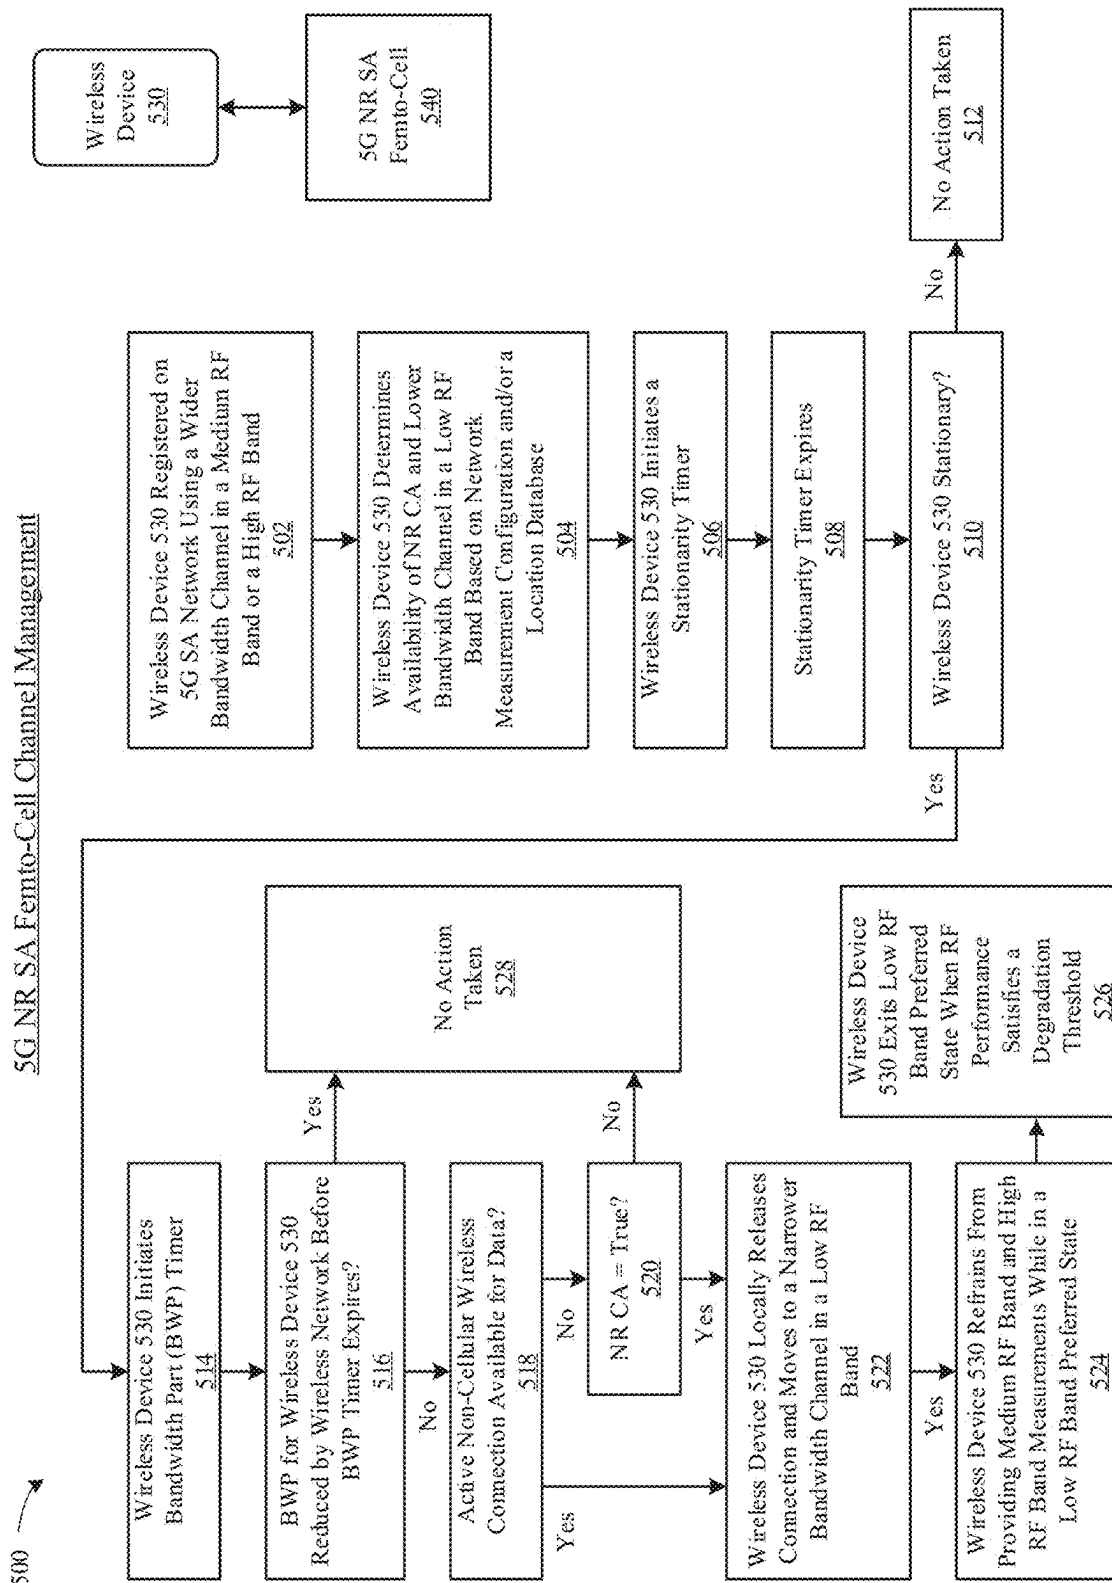 500
5G NR SA Femto-Cell Channel Management
Wireless
Device
530
5G NR SA
Femto-Cell
540
Wireless Device 530 Registered on
5G SA Network Using a Wider
Bandwidth Channel in a Medium RF
Band or a High RF Band
502
Wireless Device 530 Determines
Availability of NR CA and Lower
Bandwidth Channel in a Low RF
Band Based on Network
Measurement Configuration and/or a
Location Database
504
Wireless Device 530 Initiates a
Stationarity Timer
506
Stationarity Timer Expires
508
Wireless Device 530 Stationary?
510
No
No Action Taken
512
Yes
Wireless Device 530 Initiates
Bandwidth Part (BWP) Timer
514
BWP for Wireless Device 530
Reduced by Wireless Network Before
BWP Timer Expires?
516
Yes
No Action
Taken
528
No
Active Non-Cellular Wireless
Connection Available for Data?
518
No
Yes
NR CA = True?
520
No
Yes
Wireless Device 530 Locally Releases
Connection and Moves to a Narrower
Bandwidth Channel in a Low RF
Band
522
Yes
Wireless Device 530 Refrains From
Providing Medium RF Band and High
RF Band Measurements While in a
Low RF Band Preferred State
524
Wireless Device
530 Exits Low RF
Band Preferred
State When RF
Performance
Satisfies a
Degradation
Threshold
526